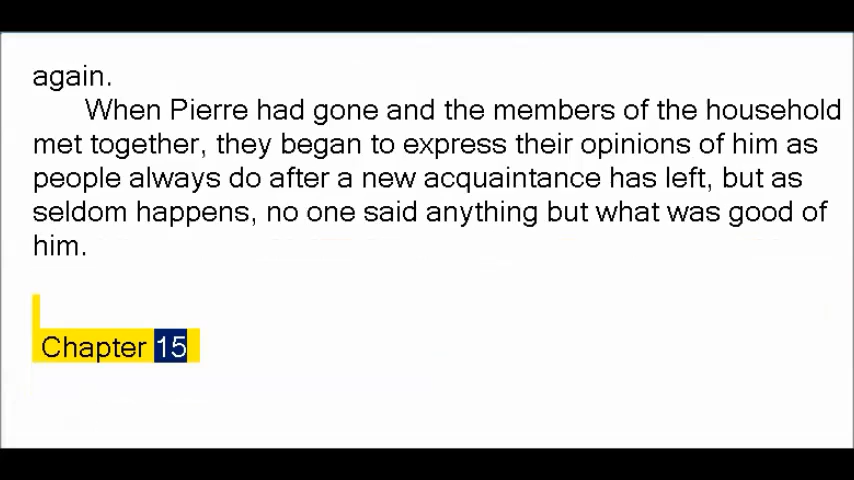 again.
When Pierre had gone and the members of the household
met together, they began to express their opinions of him as
people always do after a new acquaintance has left, but as
seldom happens, no one said anything but what was good of
him.
Chapter 15